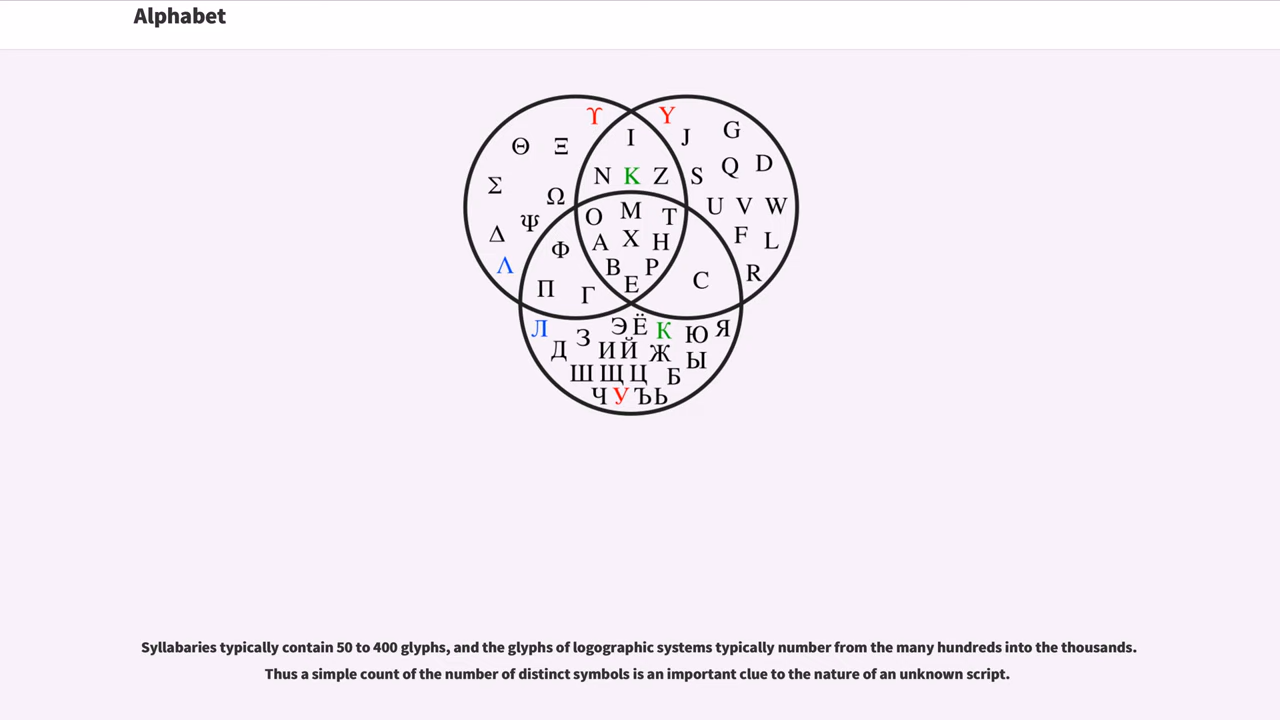 Alphabet
ϒ Y
I J G
Θ Ξ
N K Z S Q D
Σ Ω
O M T U V W
Ψ
Δ Φ A X H F L
Λ B P C R
Π Γ E
Л З Э Ё К Ю Я
Д И Й Ж Ы
Ш Щ Ц Б
Ч У Ъ Ь
Syllabaries typically contain 50 to 400 glyphs, and the glyphs of logographic systems typically number from the many hundreds into the thousands.
Thus a simple count of the number of distinct symbols is an important clue to the nature of an unknown script.